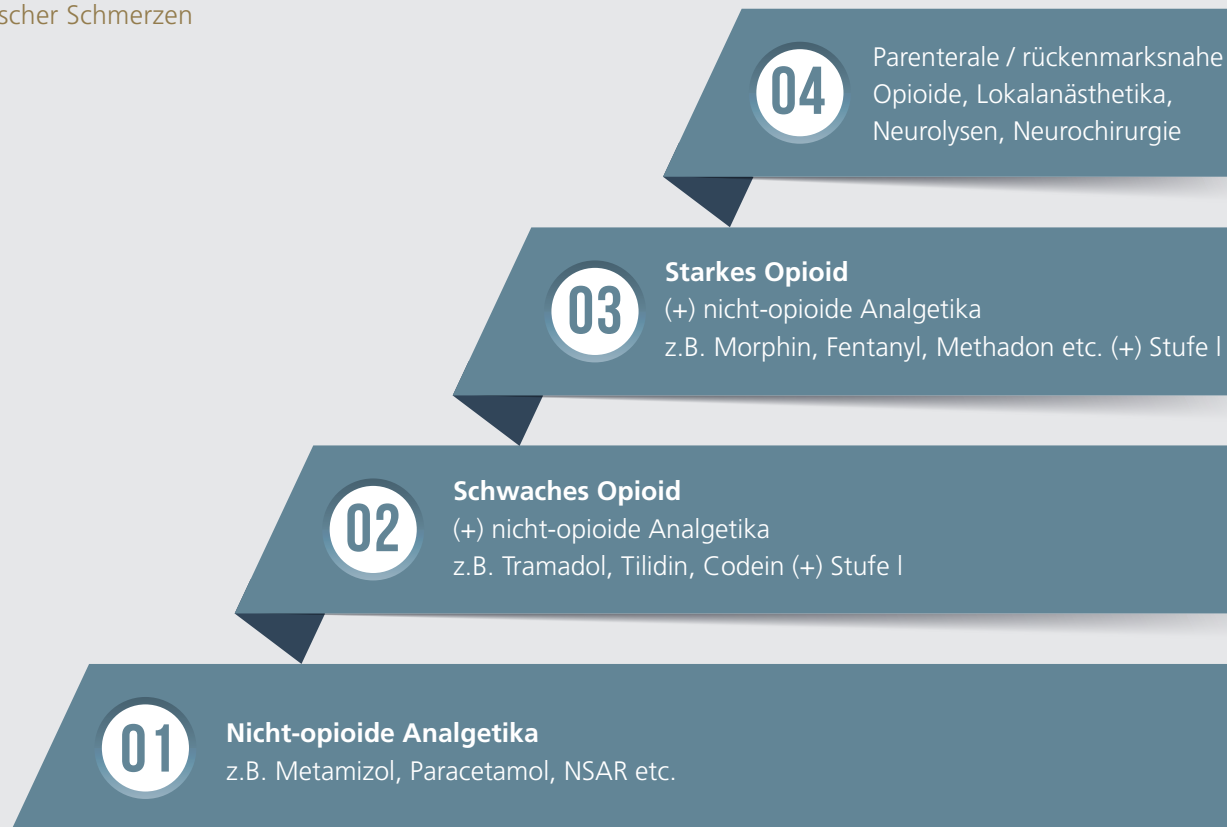 scher Schmerzen
04
Parenterale / rückenmarksnahe
Opioide, Lokalanästhetika,
Neurolysen, Neurochirurgie
03
Starkes Opioid
(+) nicht-opioide Analgetika
z.B. Morphin, Fentanyl, Methadon etc. (+) Stufe l
02
Schwaches Opioid
(+) nicht-opioide Analgetika
z.B. Tramadol, Tilidin, Codein (+) Stufe l
01
Nicht-opioide Analgetika
z.B. Metamizol, Paracetamol, NSAR etc.